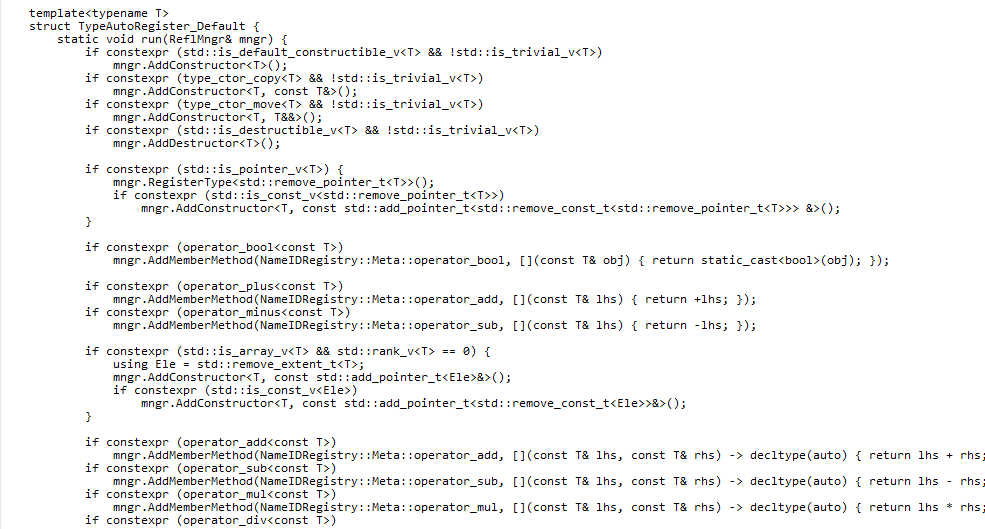 template<typename T>
struct TypeAutoRegister_Default {
static void run(ReflMngr& mngr) {
if constexpr (std::is_default_constructible_v<T> && !std::is_trivial_v<T>)
mngr.AddConstructor<T>();
if constexpr (type_ctor_copy<T> && !std::is_trivial_v<T>)
mngr.AddConstructor<T, const T&>();
if constexpr (type_ctor_move<T> && !std::is_trivial_v<T>)
mngr.AddConstructor<T, T&&>();
if constexpr (std::is_destructible_v<T> && !std::is_trivial_v<T>)
mngr.AddDestructor<T>();
if constexpr (std::is_pointer_v<T>) {
mngr.RegisterType<std::remove_pointer_t<T>>();
if constexpr (std::is_const_v<std::remove_pointer_t<T>>)
mngr.AddConstructor<T, const std::add_pointer_t<std::remove_const_t<std::remove_pointer_t<T>>> &>();
}
if constexpr (operator_bool<const T>)
mngr.AddMemberMethod(NameIDRegistry::Meta::operator_bool, [](const T& obj) { return static_cast<bool>(obj); });
if constexpr (operator_plus<const T>)
mngr.AddMemberMethod(NameIDRegistry::Meta::operator_add, [](const T& lhs) { return +lhs; });
if constexpr (operator_minus<const T>)
mngr.AddMemberMethod(NameIDRegistry::Meta::operator_sub, [](const T& lhs) { return -lhs; });
if constexpr (std::is_array_v<T> && std::rank_v<T> == 0) {
using Ele = std::remove_extent_t<T>;
mngr.AddConstructor<T, const std::add_pointer_t<Ele>&>();
if constexpr (std::is_const_v<Ele>)
mngr.AddConstructor<T, const std::add_pointer_t<std::remove_const_t<Ele>>&>();
}
if constexpr (operator_add<const T>)
mngr.AddMemberMethod(NameIDRegistry::Meta::operator_add, [](const T& lhs, const T& rhs) -> decltype(auto) { return lhs + rhs;
if constexpr (operator_sub<const T>)
mngr.AddMemberMethod(NameIDRegistry::Meta::operator_sub, [](const T& lhs, const T& rhs) -> decltype(auto) { return lhs - rhs;
if constexpr (operator_mul<const T>)
mngr.AddMemberMethod(NameIDRegistry::Meta::operator_mul, [](const T& lhs, const T& rhs) -> decltype(auto) { return lhs * rhs;
if constexpr (operator_div<const T>)